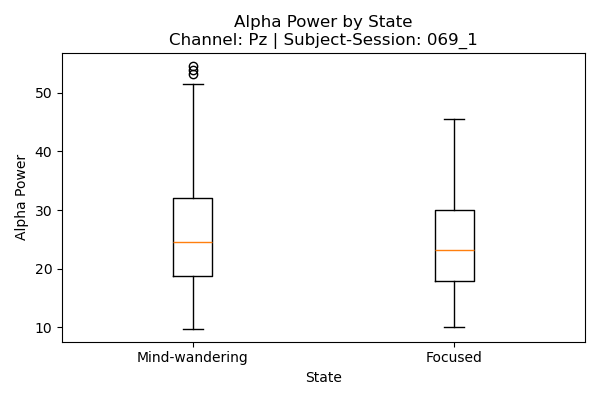 Alpha Power by State
Channel: Pz | Subject-Session: 069_1
Alpha Power
50
40
30
20
10
Mind-wandering
Focused
State